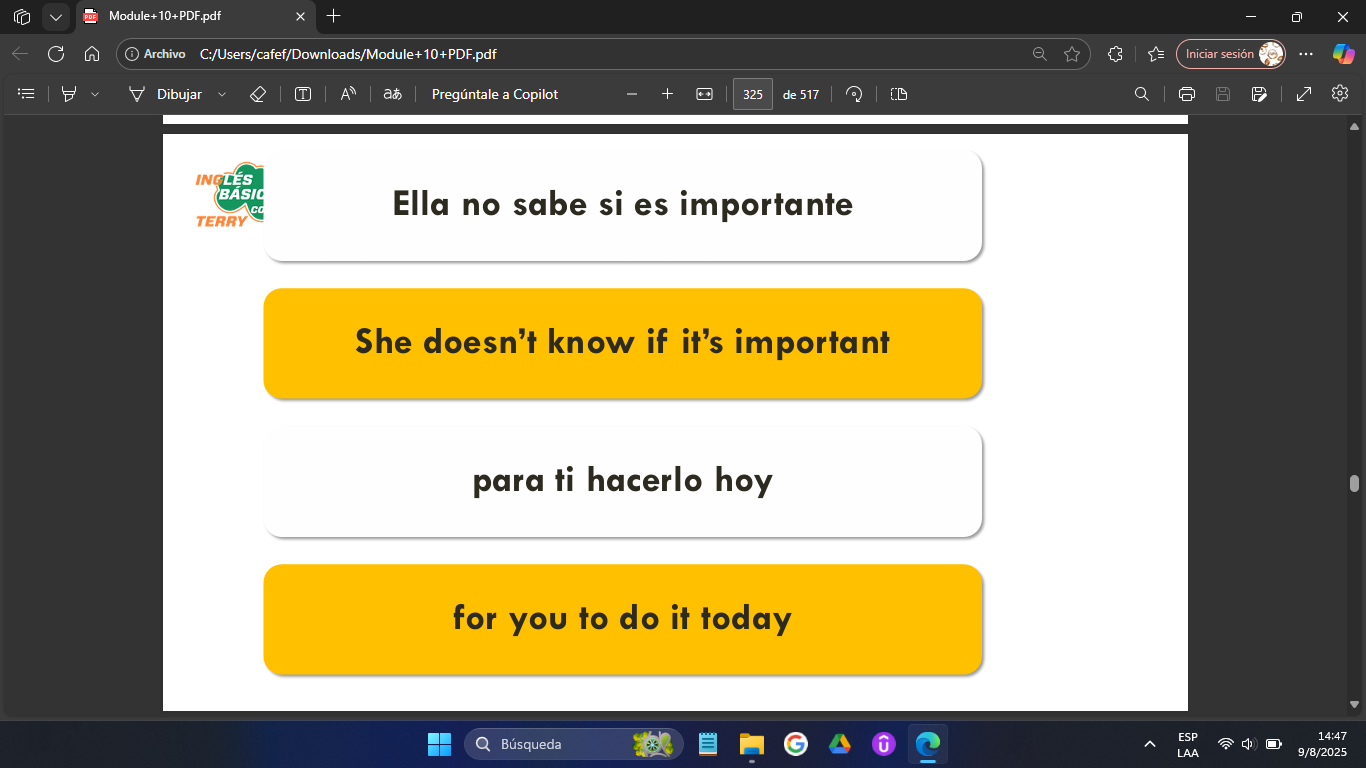 Module+10+PDF.pdf
Archivo C:/Users/cafef/Downloads/Module+10+PDF.pdf
Iniciar sesión
Dibujar
Pregúntale a Copilot
325 de 517
INGLÉS
BÁSIC
CO
TERRY
Ella no sabe si es importante
She doesn’t know if it’s important
para ti hacerlo hoy
for you to do it today
Búsqueda
ESP
LAA
14:47
9/8/2025